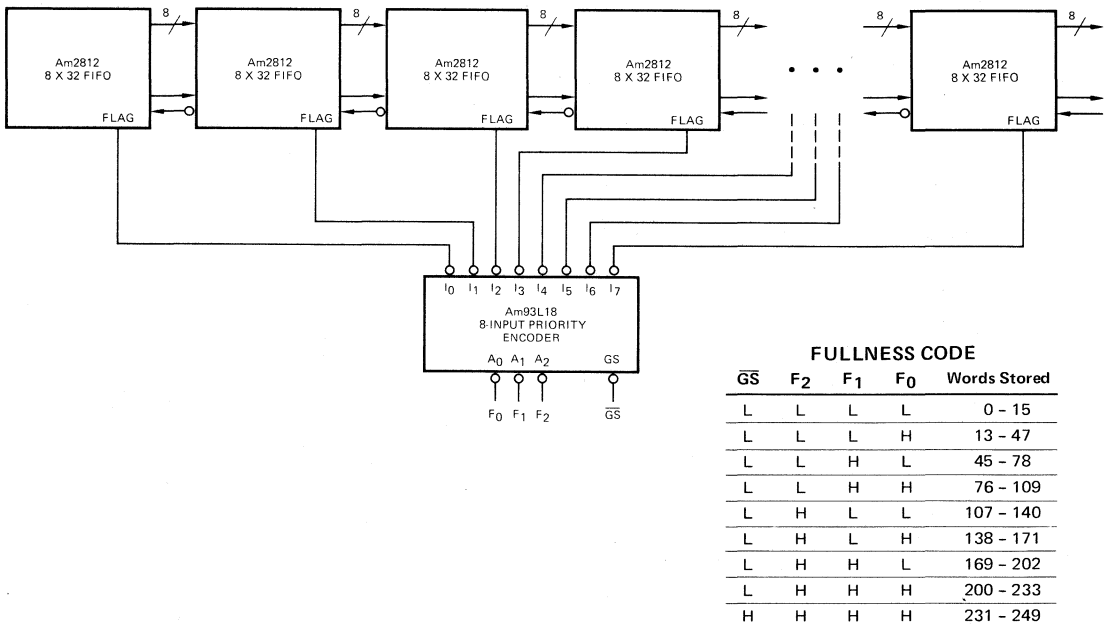 8 8 8 8 8 8
Am2812
8 X 32 FIFO
FLAG
Am2812
8 X 32 FIFO
FLAG
Am2812
8 X 32 FIFO
FLAG
Am2812
8 X 32 FIFO
FLAG
Am2812
8 X 32 FIFO
FLAG
I0 I1 I2 I3 I4 I5 I6 I7
Am93L18
8-INPUT PRIORITY
ENCODER
A0 A1 A2 GS
F0 F1 F2 G̅S̅
FULLNESS CODE
G̅S̅ F2 F1 F0 Words Stored
L L L L 0 – 15
L L L H 13 – 47
L L H L 45 – 78
L L H H 76 – 109
L H L L 107 – 140
L H L H 138 – 171
L H H L 169 – 202
L H H H 200 – 233
H H H H 231 – 249